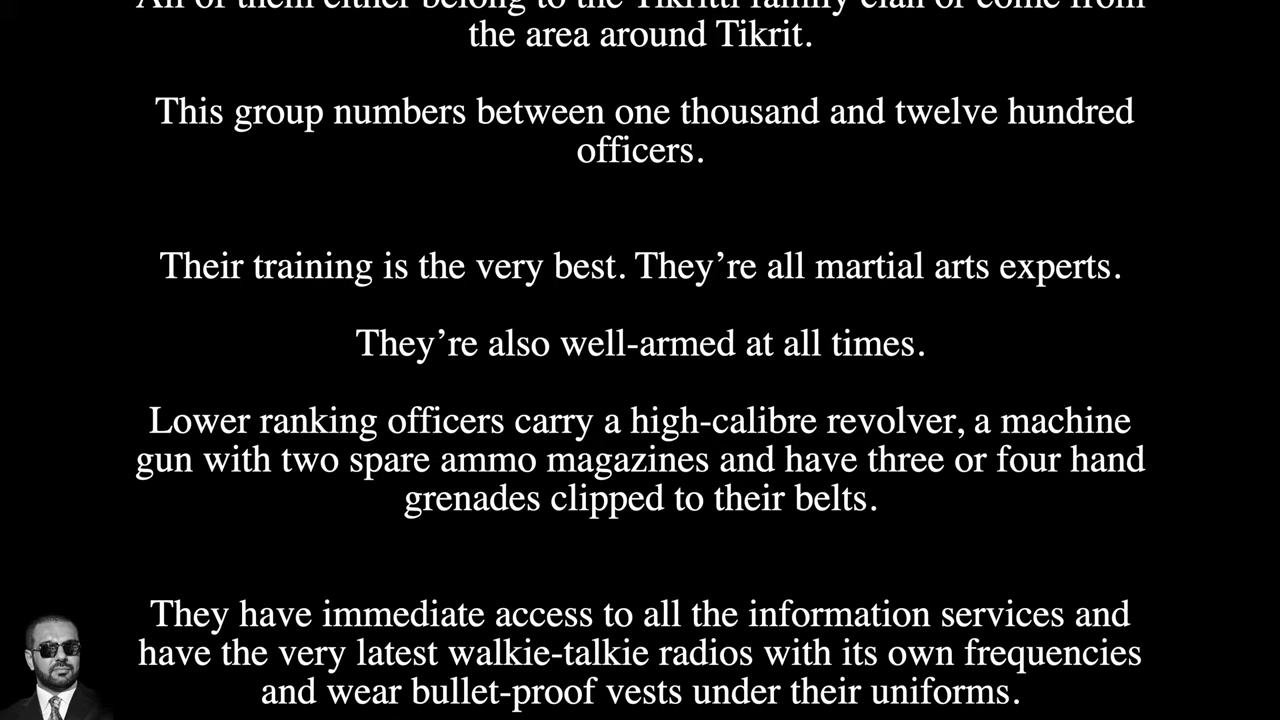 All of them either belong to the Tikritti family clan or come from
the area around Tikrit.
This group numbers between one thousand and twelve hundred
officers.
Their training is the very best. They’re all martial arts experts.
They’re also well-armed at all times.
Lower ranking officers carry a high-calibre revolver, a machine
gun with two spare ammo magazines and have three or four hand
grenades clipped to their belts.
They have immediate access to all the information services and
have the very latest walkie-talkie radios with its own frequencies
and wear bullet-proof vests under their uniforms.